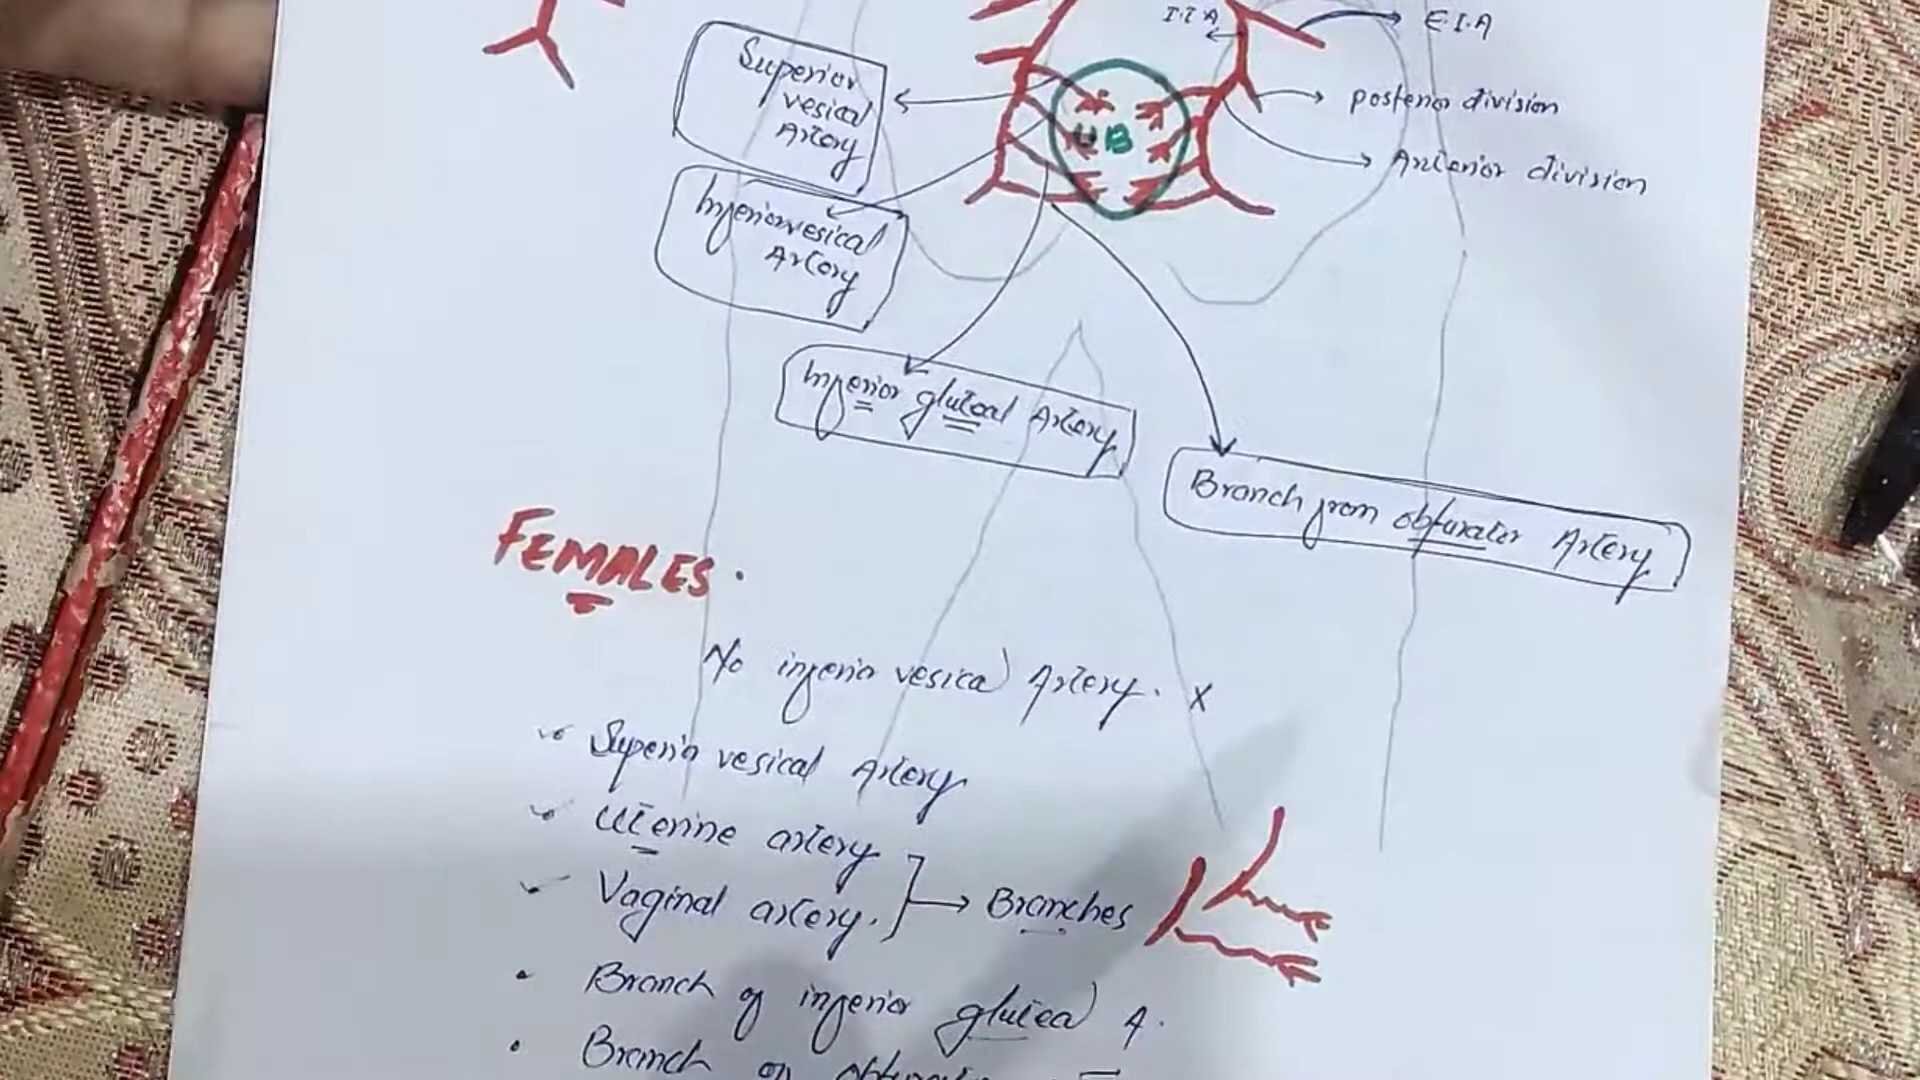 I.I.A
E.I.A
Superior
vesical
Artery
posterior division
UB
Anterior division
Inferior vesical
Artery
Inferior gluteal Artery
Branch from obturator Artery
FEMALES.
No inferior vesical Artery. X
Superior vesical Artery
Uterine artery
Vaginal artery.
Branches
Branch of inferior gluteal A.
Branch of